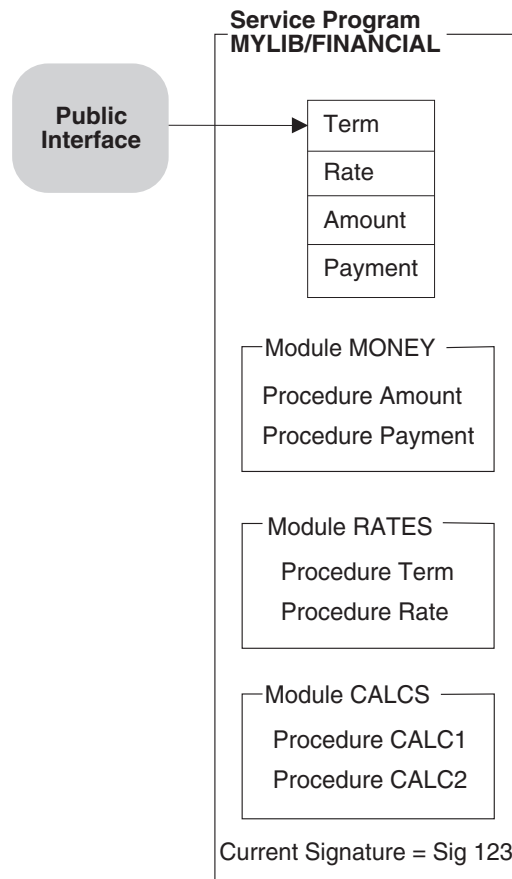 Service Program
MYLIB/FINANCIAL
Public
Interface
Term
Rate
Amount
Payment
Module MONEY
Procedure Amount
Procedure Payment
Module RATES
Procedure Term
Procedure Rate
Module CALCS
Procedure CALC1
Procedure CALC2
Current Signature = Sig 123